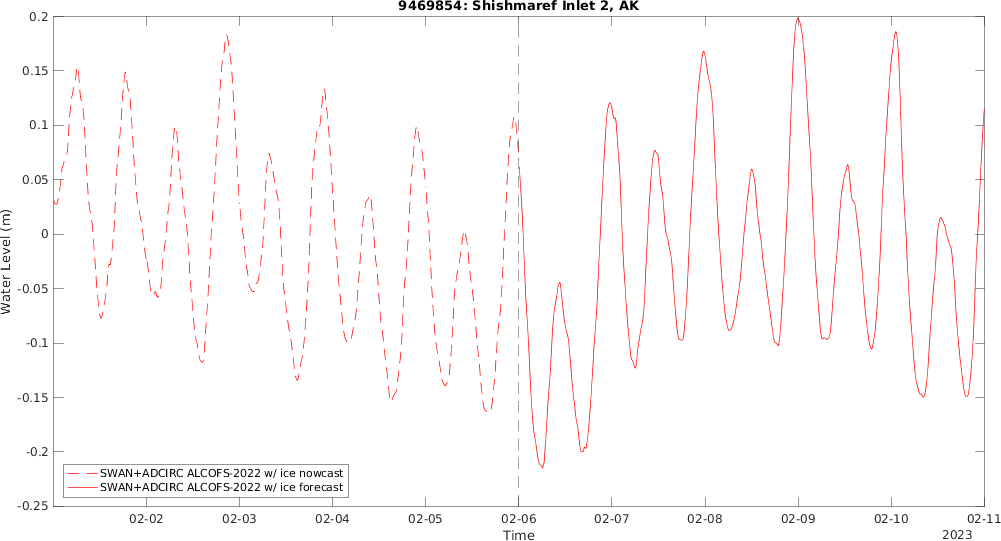 9469854: Shishmaref Inlet 2, AK
0.2
0.15
0.1
0.05
0
-0.05
-0.1
-0.15
-0.2
-0.25
Water Level (m)
SWAN+ADCIRC ALCOFS-2022 w/ ice nowcast
SWAN+ADCIRC ALCOFS-2022 w/ ice forecast
02-02 02-03 02-04 02-05 02-06 02-07 02-08 02-09 02-10 02-11
Time
2023